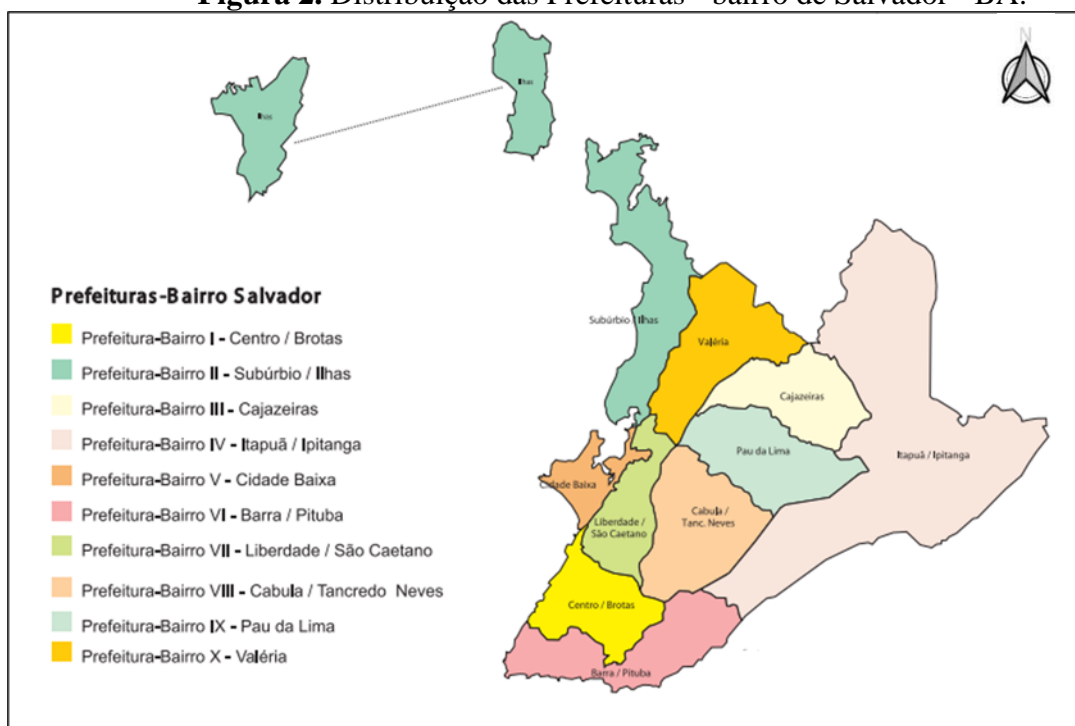 Figura 2. Distribuição das Prefeituras - bairro de Salvador - BA.
N
Ilhas
Ilhas
Subúrbio / Ilhas
Valéria
Cajazeiras
Pau da Lima
Itapuã / Ipitanga
Cidade Baixa
Liberdade /
São Caetano
Cabula /
Tanc. Neves
Centro / Brotas
Barra / Pituba
Prefeituras-Bairro Salvador
Prefeitura-Bairro I - Centro / Brotas
Prefeitura-Bairro II - Subúrbio / Ilhas
Prefeitura-Bairro III - Cajazeiras
Prefeitura-Bairro IV - Itapuã / Ipitanga
Prefeitura-Bairro V - Cidade Baixa
Prefeitura-Bairro VI - Barra / Pituba
Prefeitura-Bairro VII - Liberdade / São Caetano
Prefeitura-Bairro VIII - Cabula / Tancredo Neves
Prefeitura-Bairro IX - Pau da Lima
Prefeitura-Bairro X - Valéria